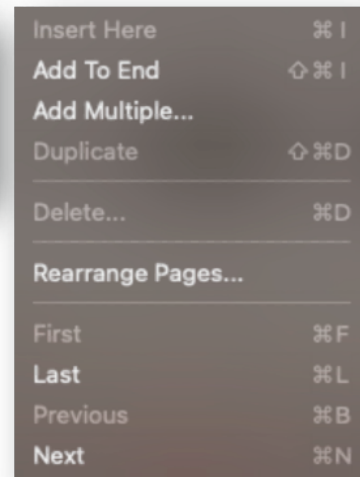 Insert Here ⌘ I
Add To End ⇧ ⌘ I
Add Multiple...
Duplicate ⇧ ⌘D
Delete... ⌘D
Rearrange Pages...
First ⌘F
Last ⌘L
Previous ⌘B
Next ⌘N